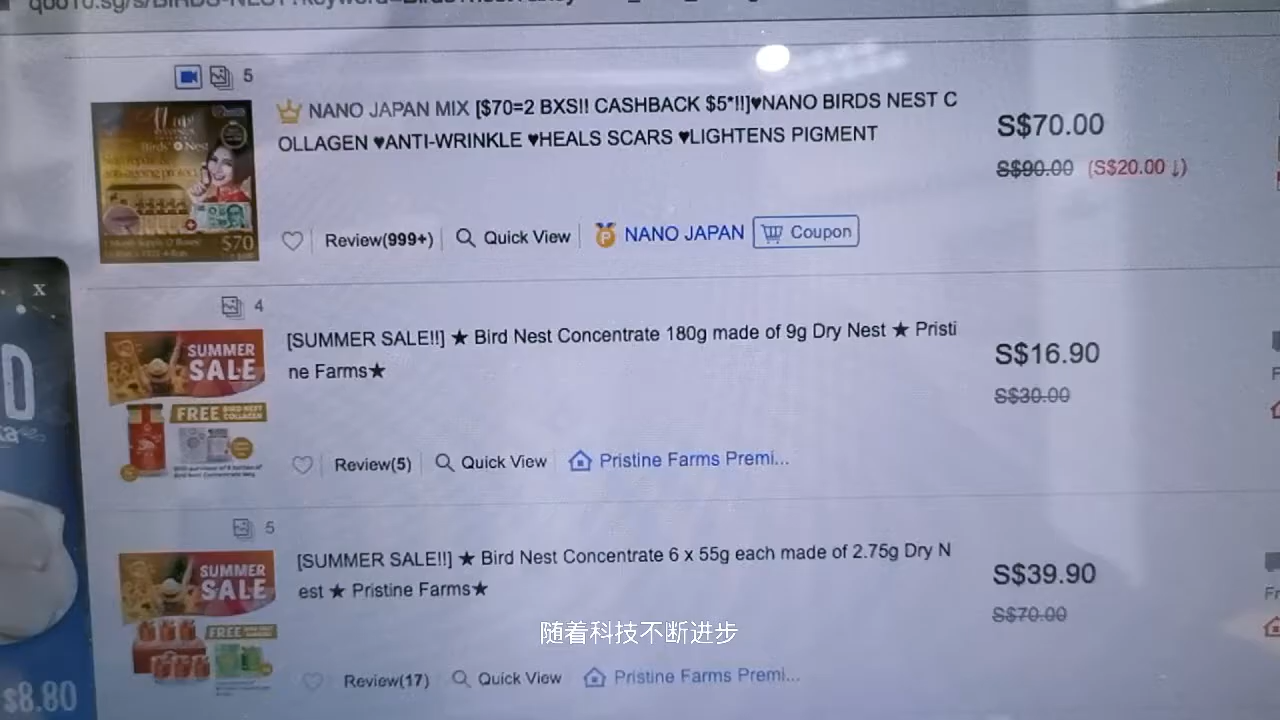 5
NANO JAPAN MIX [$70=2 BXS!! CASHBACK $5*!!]♥NANO BIRDS NEST C
OLLAGEN ♥ANTI-WRINKLE ♥HEALS SCARS ♥LIGHTENS PIGMENT
S$70.00
S$90.00 (S$20.00 ↓)
Birds' Nest
$70
Review(999+) Quick View NANO JAPAN Coupon
x
4
[SUMMER SALE!!] ★ Bird Nest Concentrate 180g made of 9g Dry Nest ★ Pristi
ne Farms★
S$16.90
S$30.00
SUMMER
SALE
FREE BIRD NEST
COLLAGEN
Review(5) Quick View Pristine Farms Premi...
5
[SUMMER SALE!!] ★ Bird Nest Concentrate 6 x 55g each made of 2.75g Dry N
est ★ Pristine Farms★
S$39.90
S$70.00
SUMMER
SALE
FREE
随着科技不断进步
Review(17) Quick View Pristine Farms Premi...
$8.80